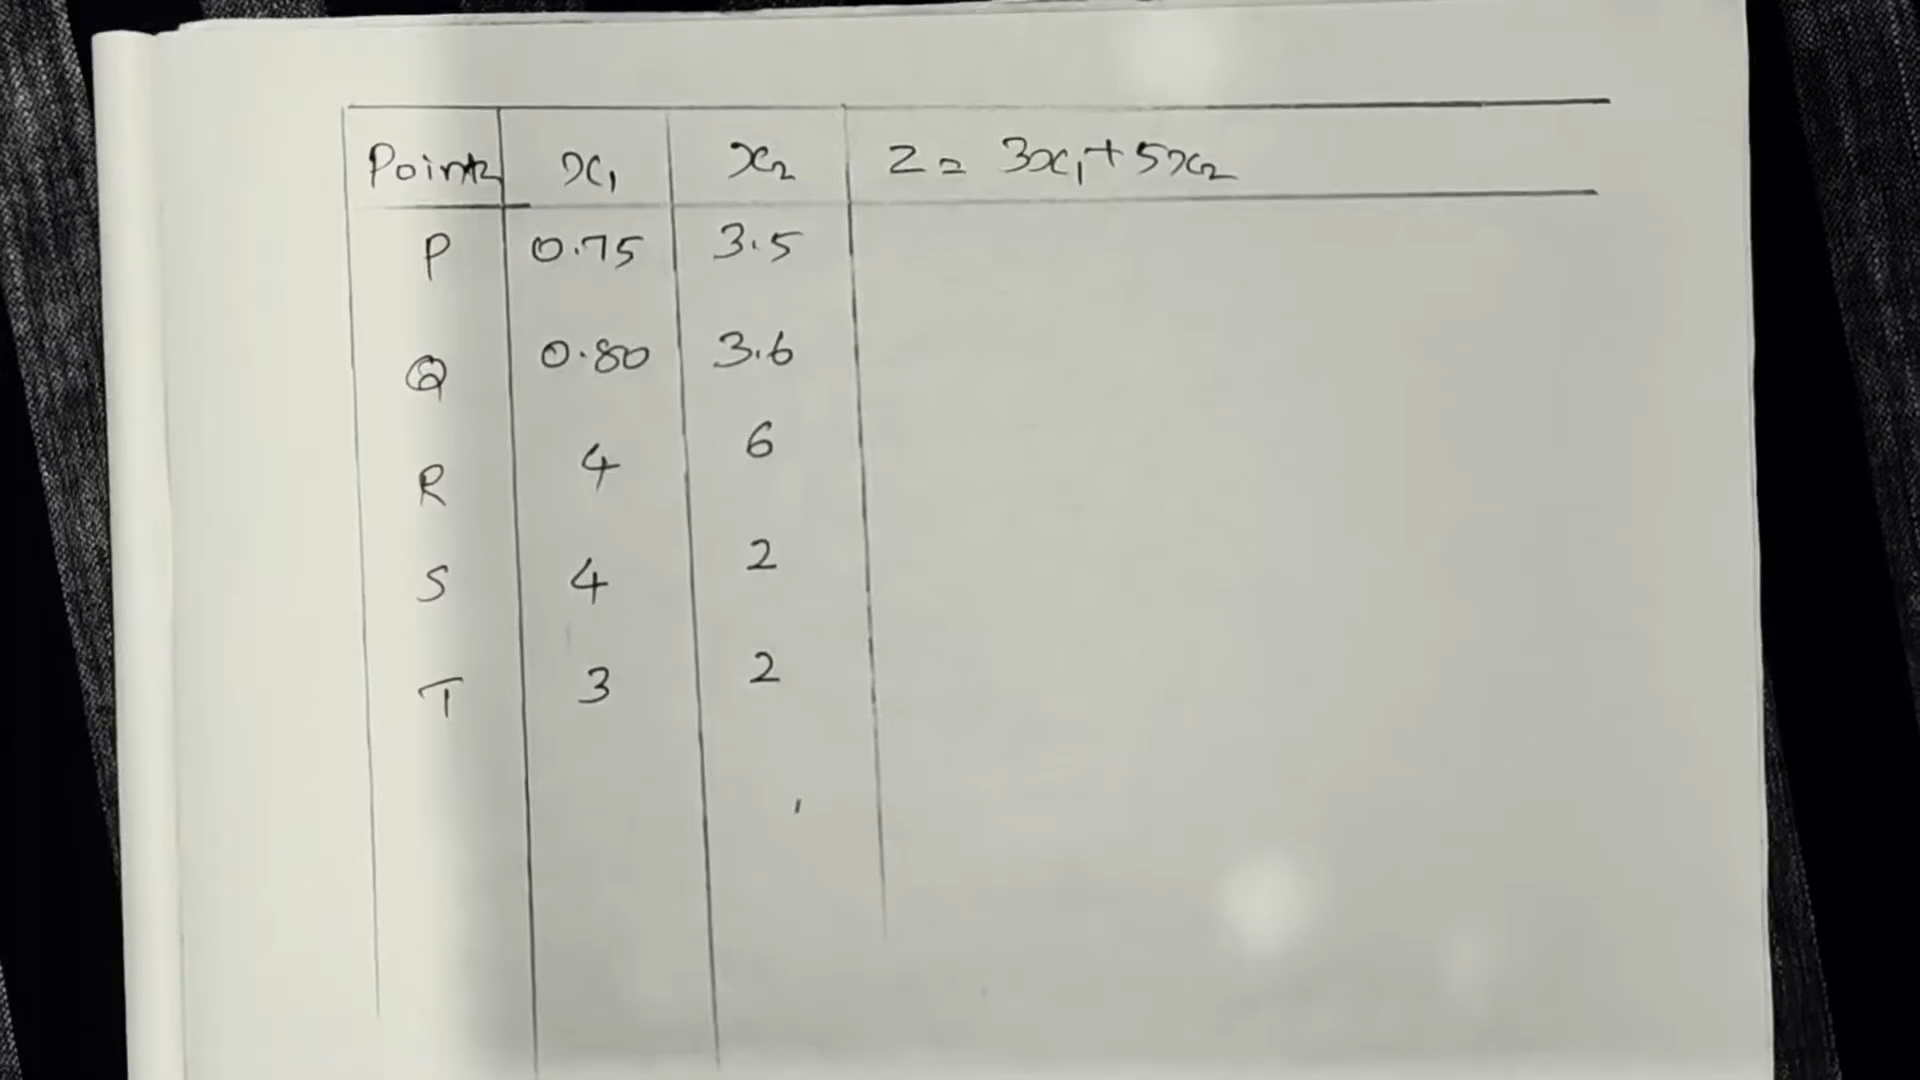 Points x₁ x₂ Z = 3x₁+5x₂
P 0.75 3.5
Q 0.80 3.6
R 4 6
S 4 2
T 3 2